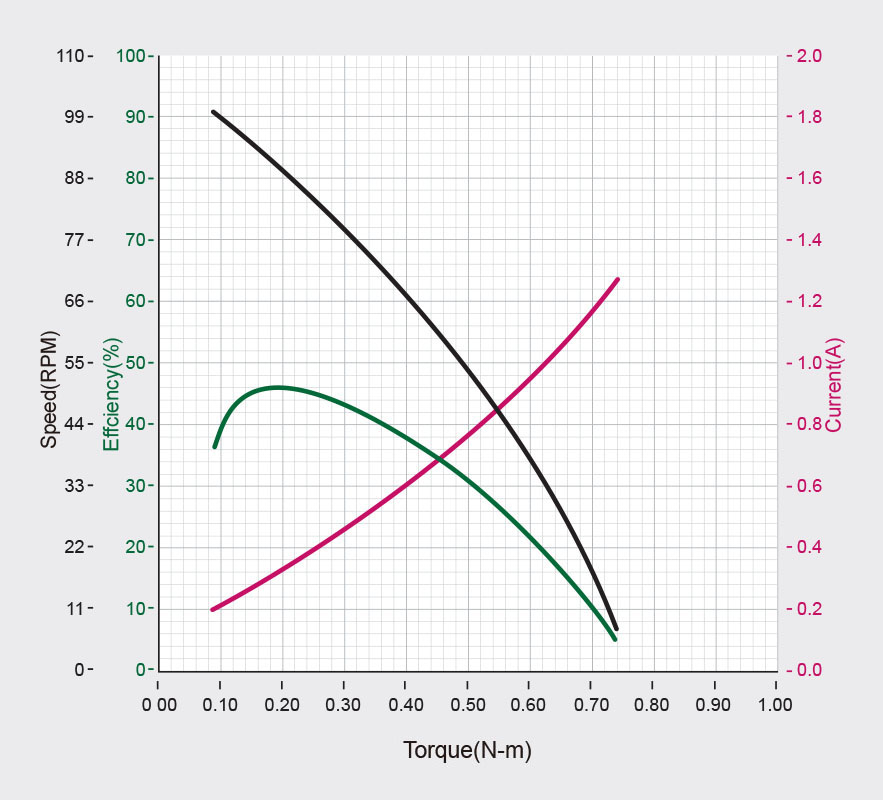 110- 100- - 2.0
99- 90- - 1.8
88- 80- - 1.6
77- 70- - 1.4
66- 60- - 1.2
55- 50- - 1.0
44- 40- - 0.8
33- 30- - 0.6
22- 20- - 0.4
11- 10- - 0.2
0- 0- - 0.0
Speed(RPM)
Effciency(%)
Current(A)
0 00 0.10 0.20 0.30 0.40 0.50 0.60 0.70 0.80 0.90 1.00
Torque(N-m)